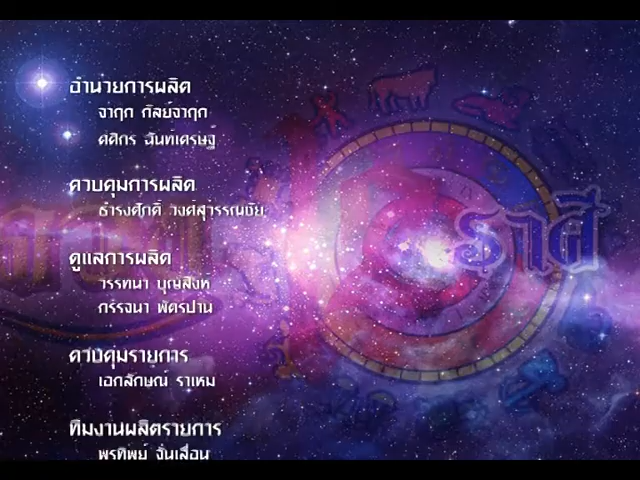 อำนวยการผลิต
จาฤก กัลย์จาฤก
ศศิกร ฉันท์เศรษฐ์
ควบคุมการผลิต
ธำรงศักดิ์ วงศ์สุวรรณชัย
ดูแลการผลิต
วรรทนา บุญสิงห์
กรรจนา พัตรปาน
ควบคุมรายการ
เอกลักษณ์ ราเหม
ทีมงานผลิตรายการ
พรทิพย์ จั่นเลื่อน
ราศี